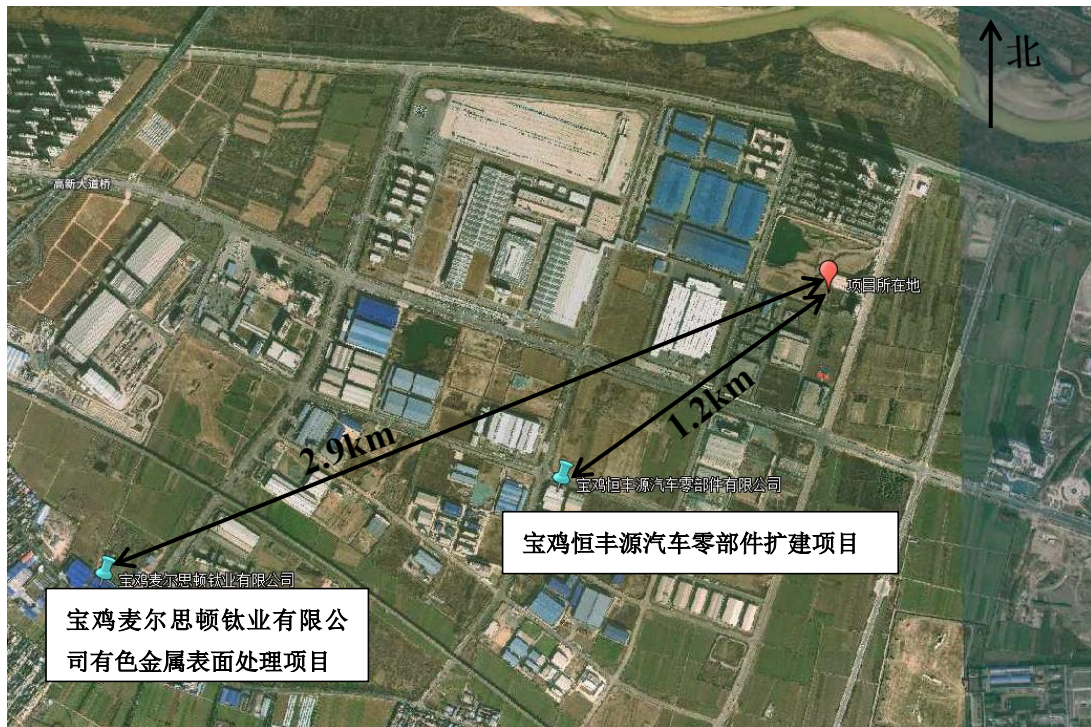 北
高新大道桥
项目所在地
1.2km
2.9km
宝鸡恒丰源汽车零部件有限公司
宝鸡恒丰源汽车零部件扩建项目
宝鸡麦尔思顿钛业有限公司
宝鸡麦尔思顿钛业有限公
司有色金属表面处理项目